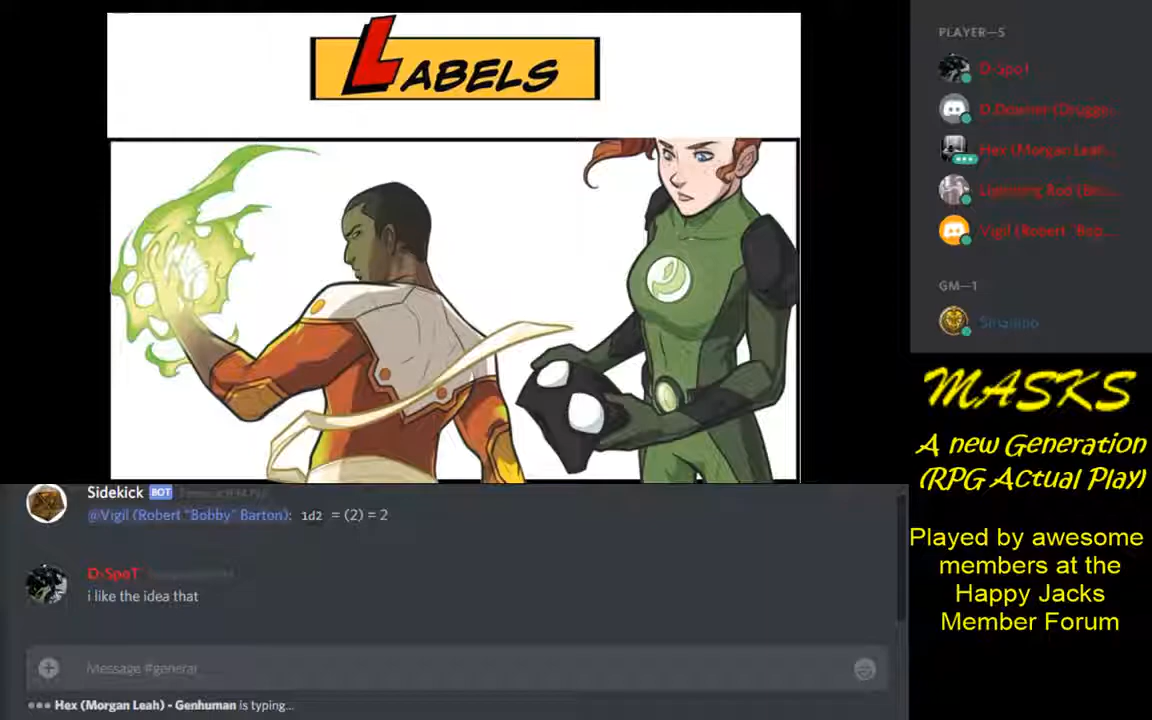 LABELS
PLAYER—5
D-SpoT
D.Downer (Drugge...
Hex (Morgan Leah...
Lightning Rod (
Vigil (Robert "Bob...
GM—1
MASKS
A new Generation
(RPG Actual Play)
Played by awesome
members at the
Happy Jacks
Member Forum
Sidekick BOT
@Vigil (Robert "Bobby" Barton): 1d2 = (2) = 2
D-SpoT
i like the idea that
Message #general
Hex (Morgan Leah) - Genhuman is typing...